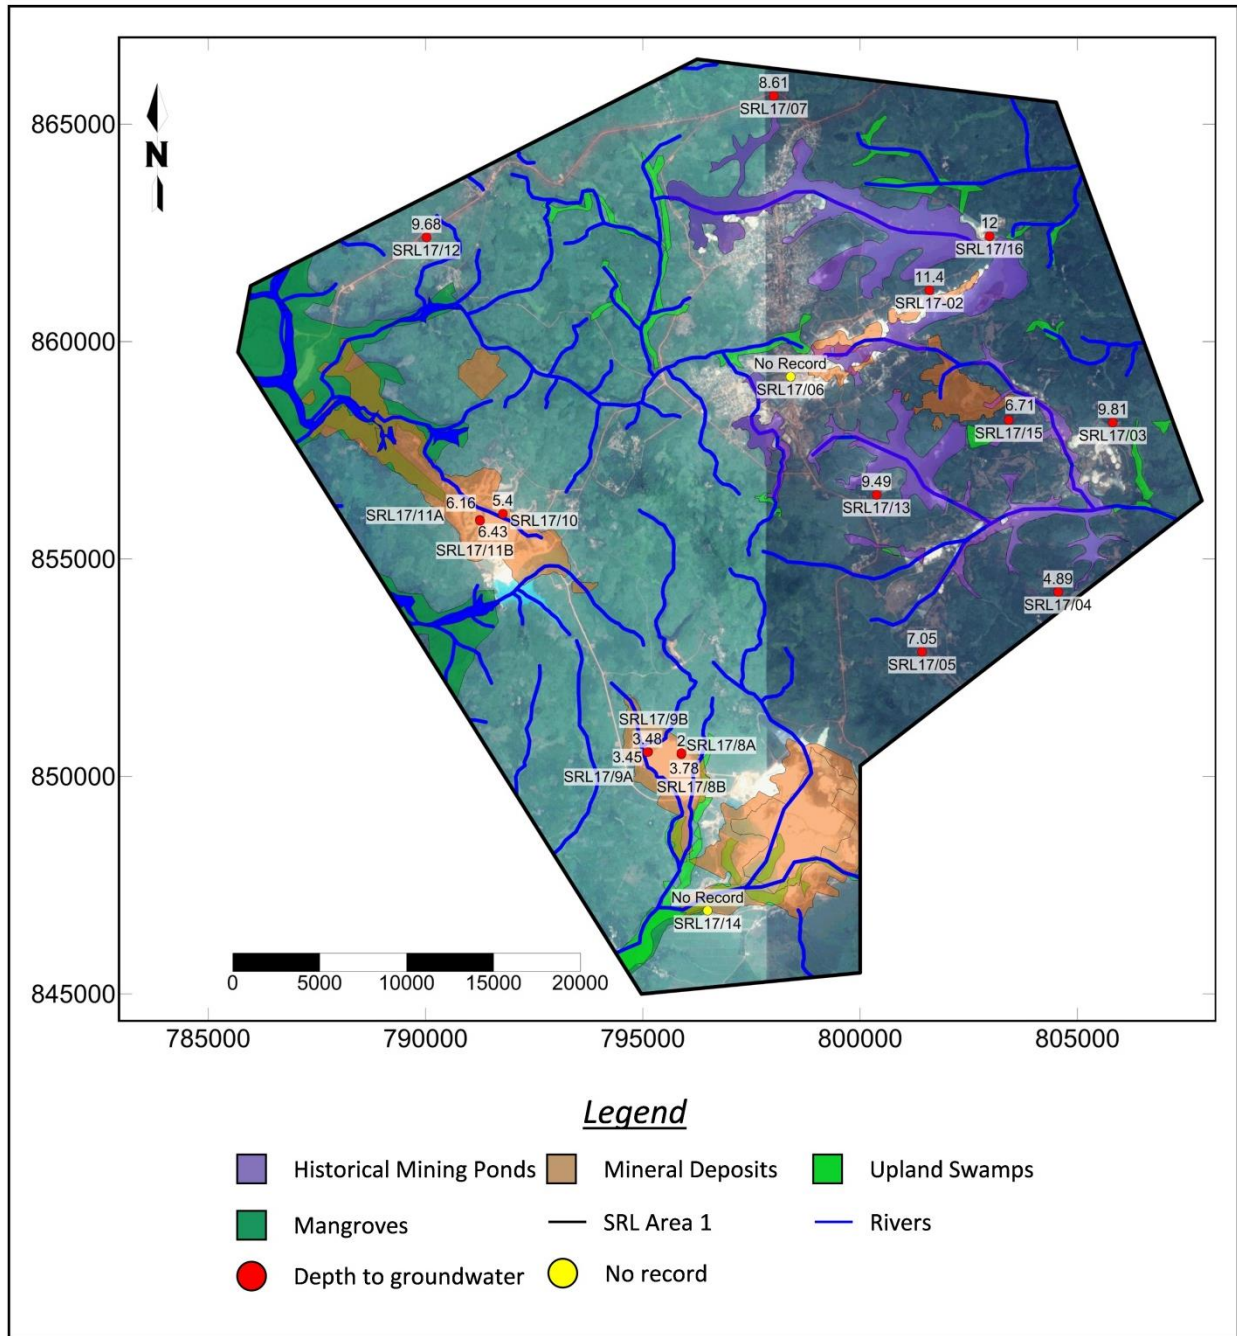 865000
860000
855000
850000
845000
N
8.61
SRL17/07
9.68
SRL17/12
12
SRL17/16
11.4
SRL17-02
No Record
SRL17/06
6.71
SRL17/15
9.81
SRL17/03
9.49
SRL17/13
6.16
SRL17/11A
5.4
SRL17/10
6.43
SRL17/11B
4.89
SRL17/04
7.05
SRL17/05
SRL17/9B
3.48
3.45
SRL17/9A
2
SRL17/8A
3.78
SRL17/8B
No Record
SRL17/14
0 5000 10000 15000 20000
785000 790000 795000 800000 805000
Legend
Historical Mining Ponds Mineral Deposits Upland Swamps
Mangroves SRL Area 1 Rivers
Depth to groundwater No record